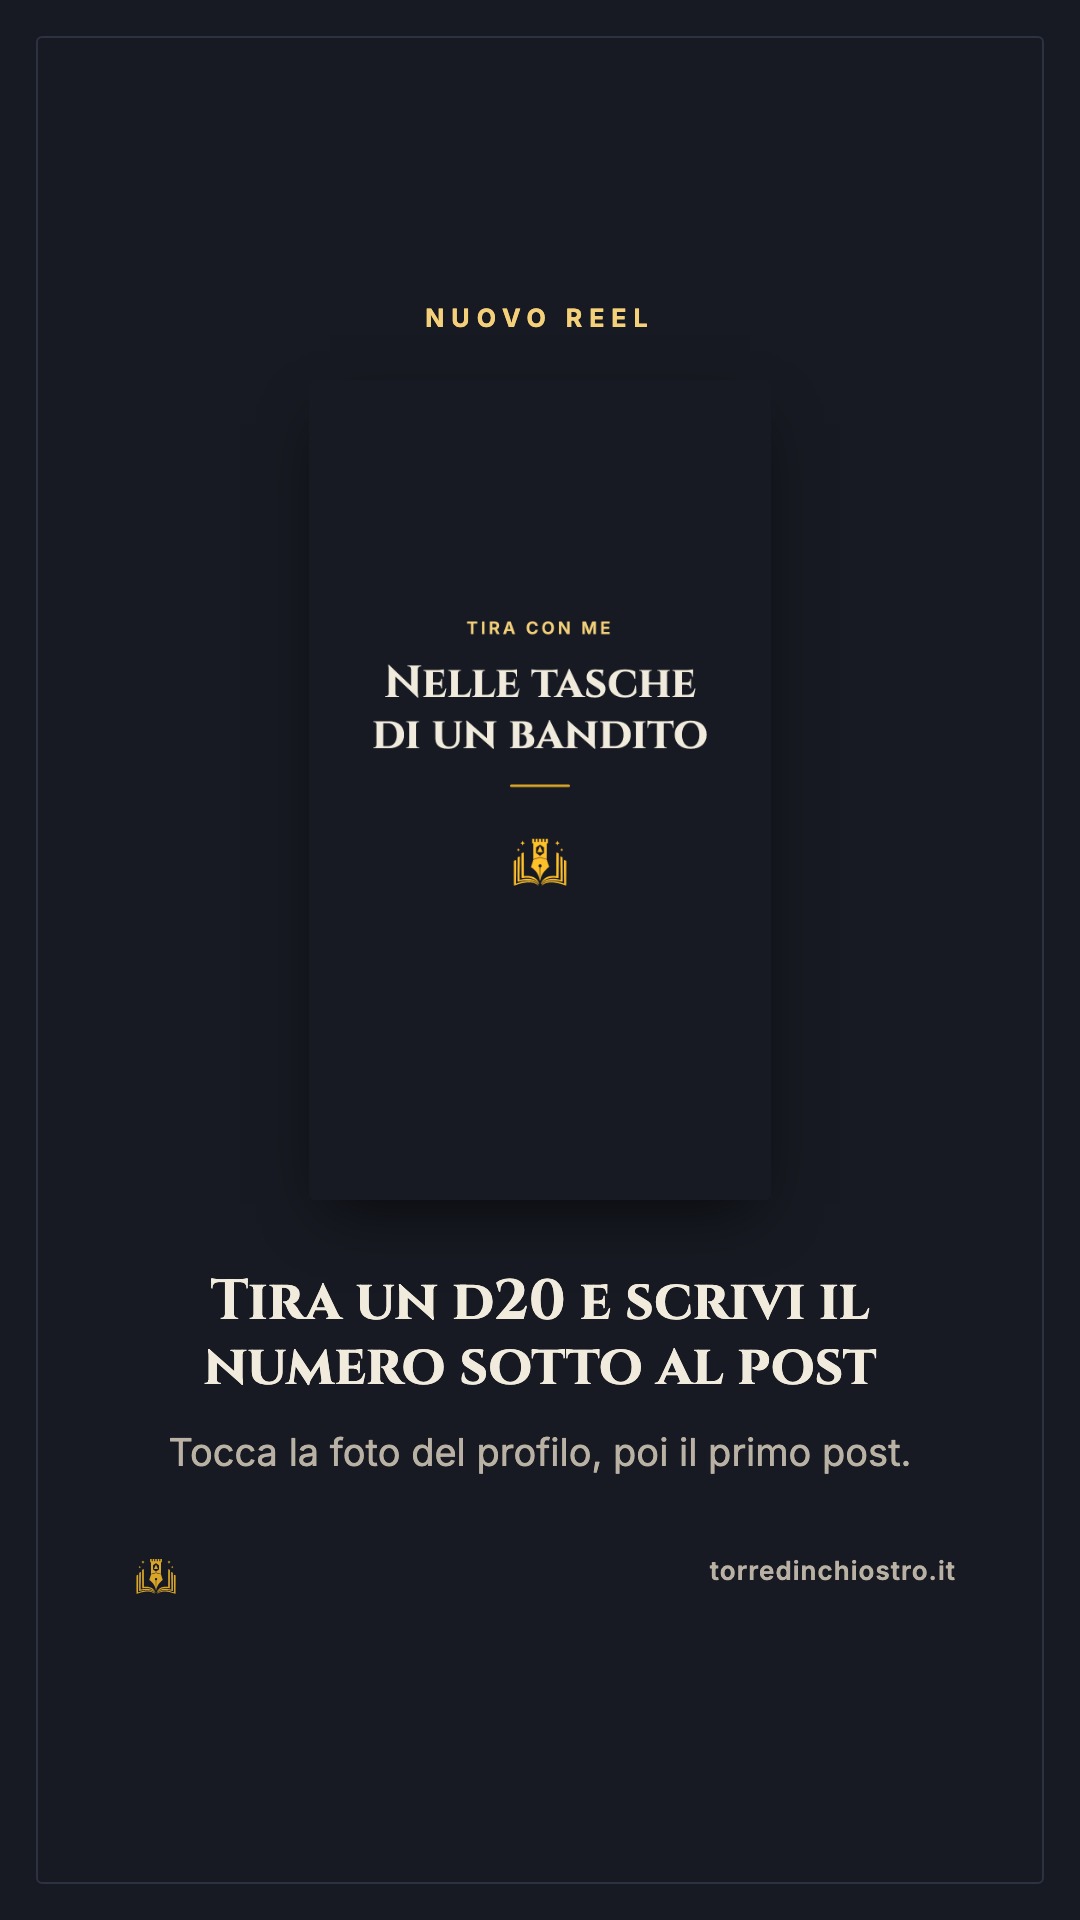 NUOVO REEL
TIRA CON ME
Nelle tasche
di un bandito
Tira un d20 e scrivi il
numero sotto al post
Tocca la foto del profilo, poi il primo post.
torredinchiostro.it